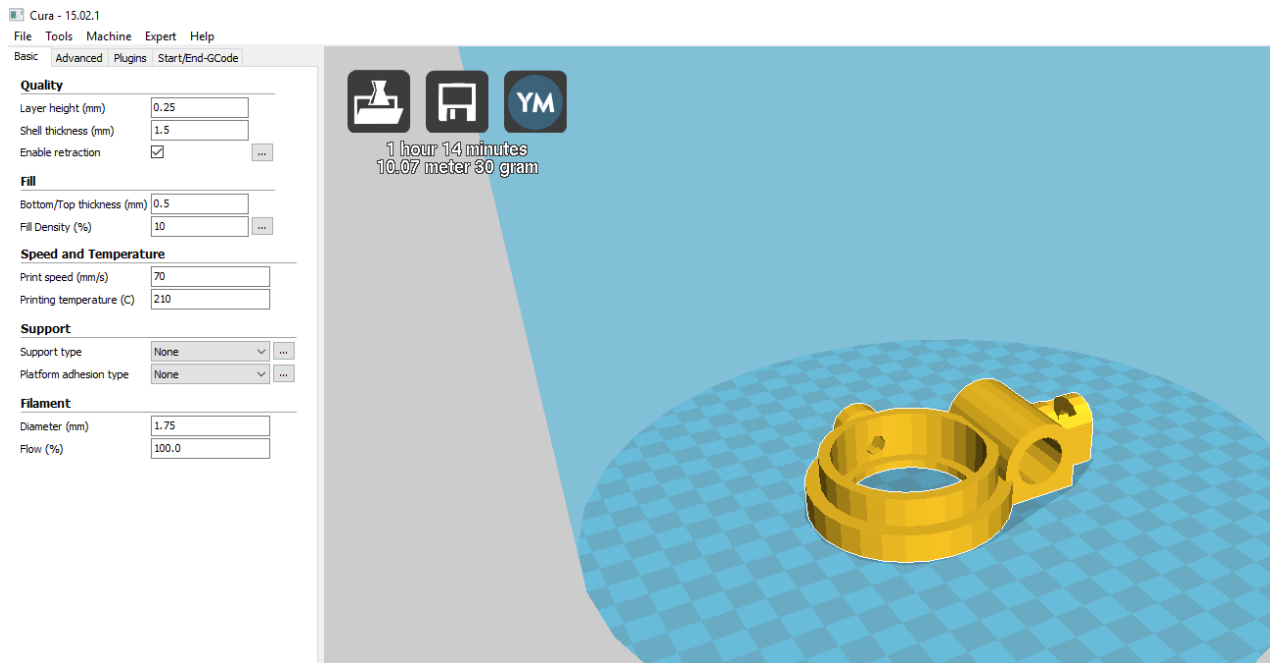 Cura - 15.02.1
File Tools Machine Expert Help
Basic Advanced Plugins Start/End-GCode
Quality
Layer height (mm) 0.25
Shell thickness (mm) 1.5
Enable retraction ...
Fill
Bottom/Top thickness (mm) 0.5
Fill Density (%) 10 ...
Speed and Temperature
Print speed (mm/s) 70
Printing temperature (C) 210
Support
Support type None ...
Platform adhesion type None ...
Filament
Diameter (mm) 1.75
Flow (%) 100.0
YM
1 hour 14 minutes
10.07 meter 30 gram